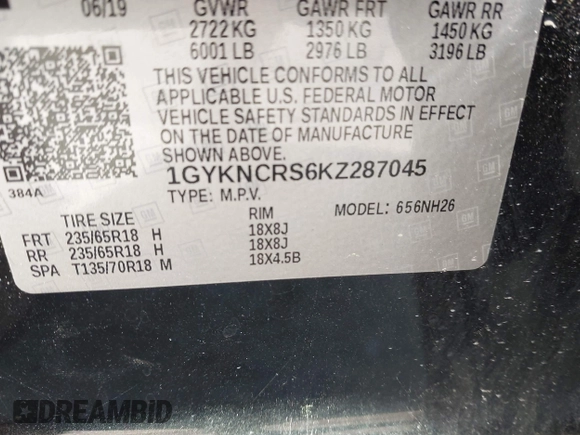 06/19 GVWR GAWR FRT GAWR RR
2722 KG 1350 KG 1450 KG
6001 LB 2976 LB 3196 LB
THIS VEHICLE CONFORMS TO ALL
APPLICABLE U.S. FEDERAL MOTOR
VEHICLE SAFETY STANDARDS IN EFFECT
ON THE DATE OF MANUFACTURE
SHOWN ABOVE.
384A 1GYKNCRS6KZ287045
TYPE: M.P.V. MODEL: 656NH26
TIRE SIZE RIM
FRT 235/65R18 H 18X8J
RR 235/65R18 H 18X8J
SPA T135/70R18 M 18X4.5B
DREAMBID